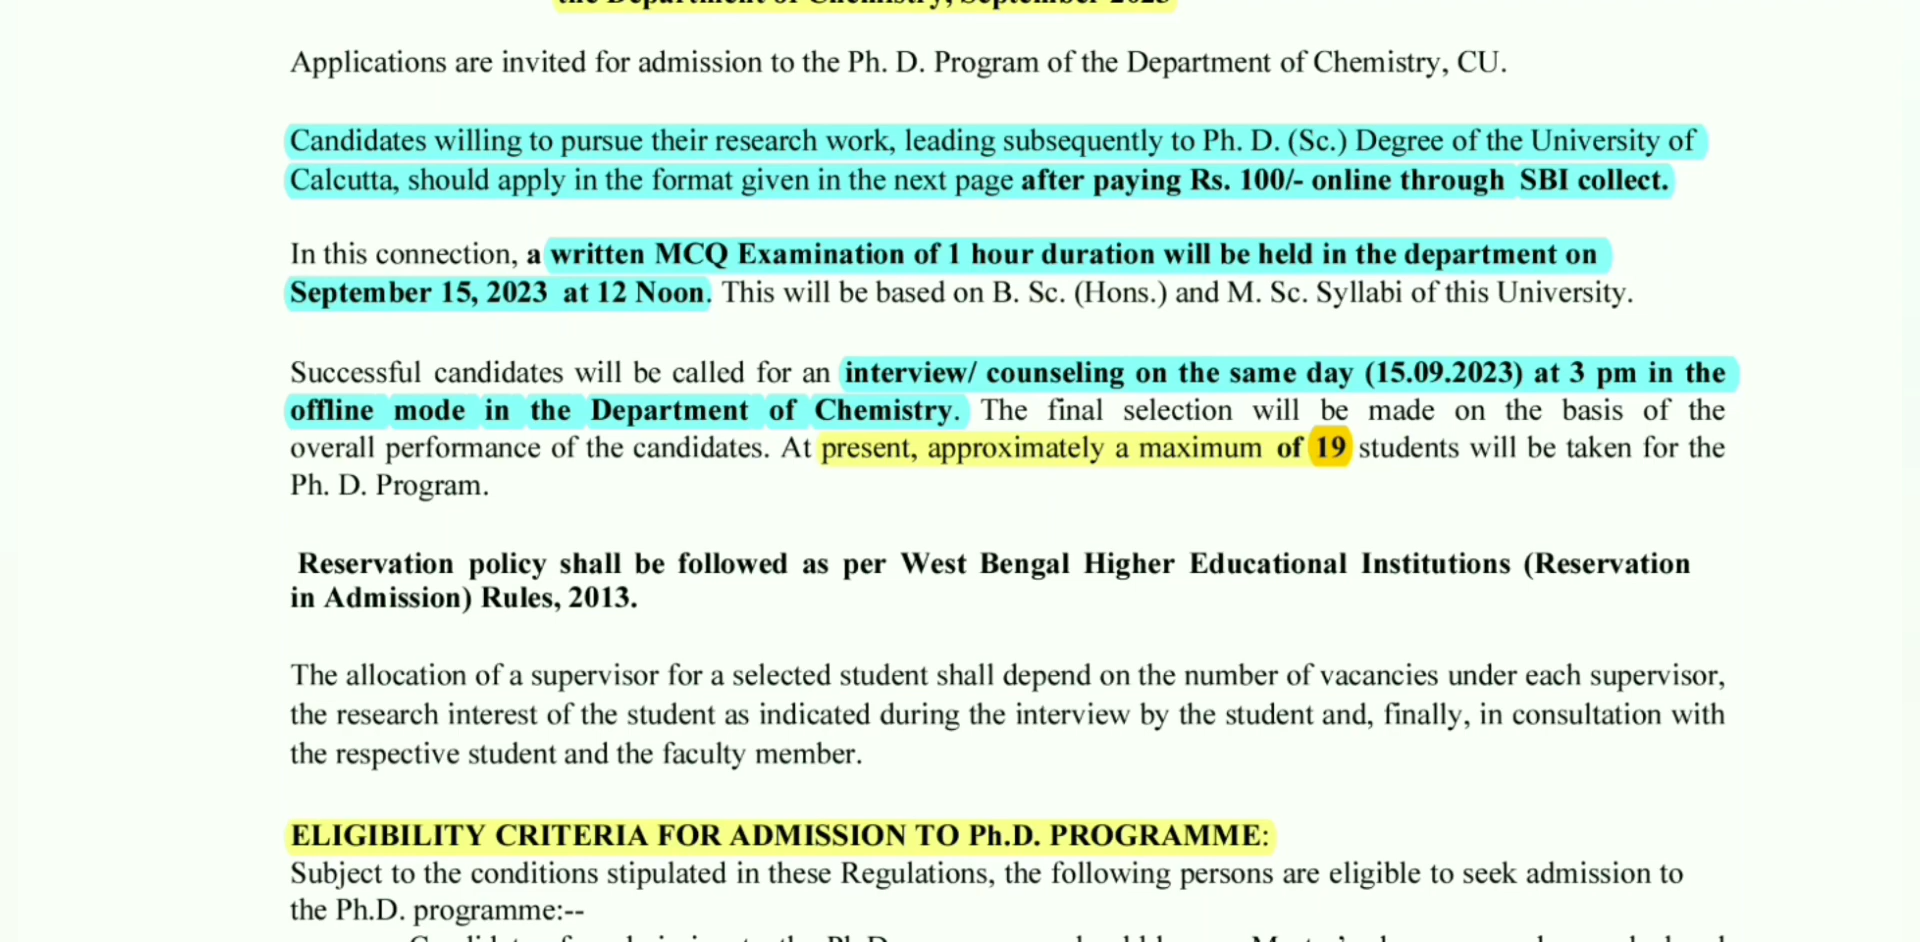 the Department of Chemistry, September 2023
Applications are invited for admission to the Ph. D. Program of the Department of Chemistry, CU.
Candidates willing to pursue their research work, leading subsequently to Ph. D. (Sc.) Degree of the University of
Calcutta, should apply in the format given in the next page after paying Rs. 100/- online through SBI collect.
In this connection, a written MCQ Examination of 1 hour duration will be held in the department on
September 15, 2023 at 12 Noon. This will be based on B. Sc. (Hons.) and M. Sc. Syllabi of this University.
Successful candidates will be called for an interview/ counseling on the same day (15.09.2023) at 3 pm in the
offline mode in the Department of Chemistry. The final selection will be made on the basis of the
overall performance of the candidates. At present, approximately a maximum of 19 students will be taken for the
Ph. D. Program.
Reservation policy shall be followed as per West Bengal Higher Educational Institutions (Reservation
in Admission) Rules, 2013.
The allocation of a supervisor for a selected student shall depend on the number of vacancies under each supervisor,
the research interest of the student as indicated during the interview by the student and, finally, in consultation with
the respective student and the faculty member.
ELIGIBILITY CRITERIA FOR ADMISSION TO Ph.D. PROGRAMME:
Subject to the conditions stipulated in these Regulations, the following persons are eligible to seek admission to
the Ph.D. programme:--